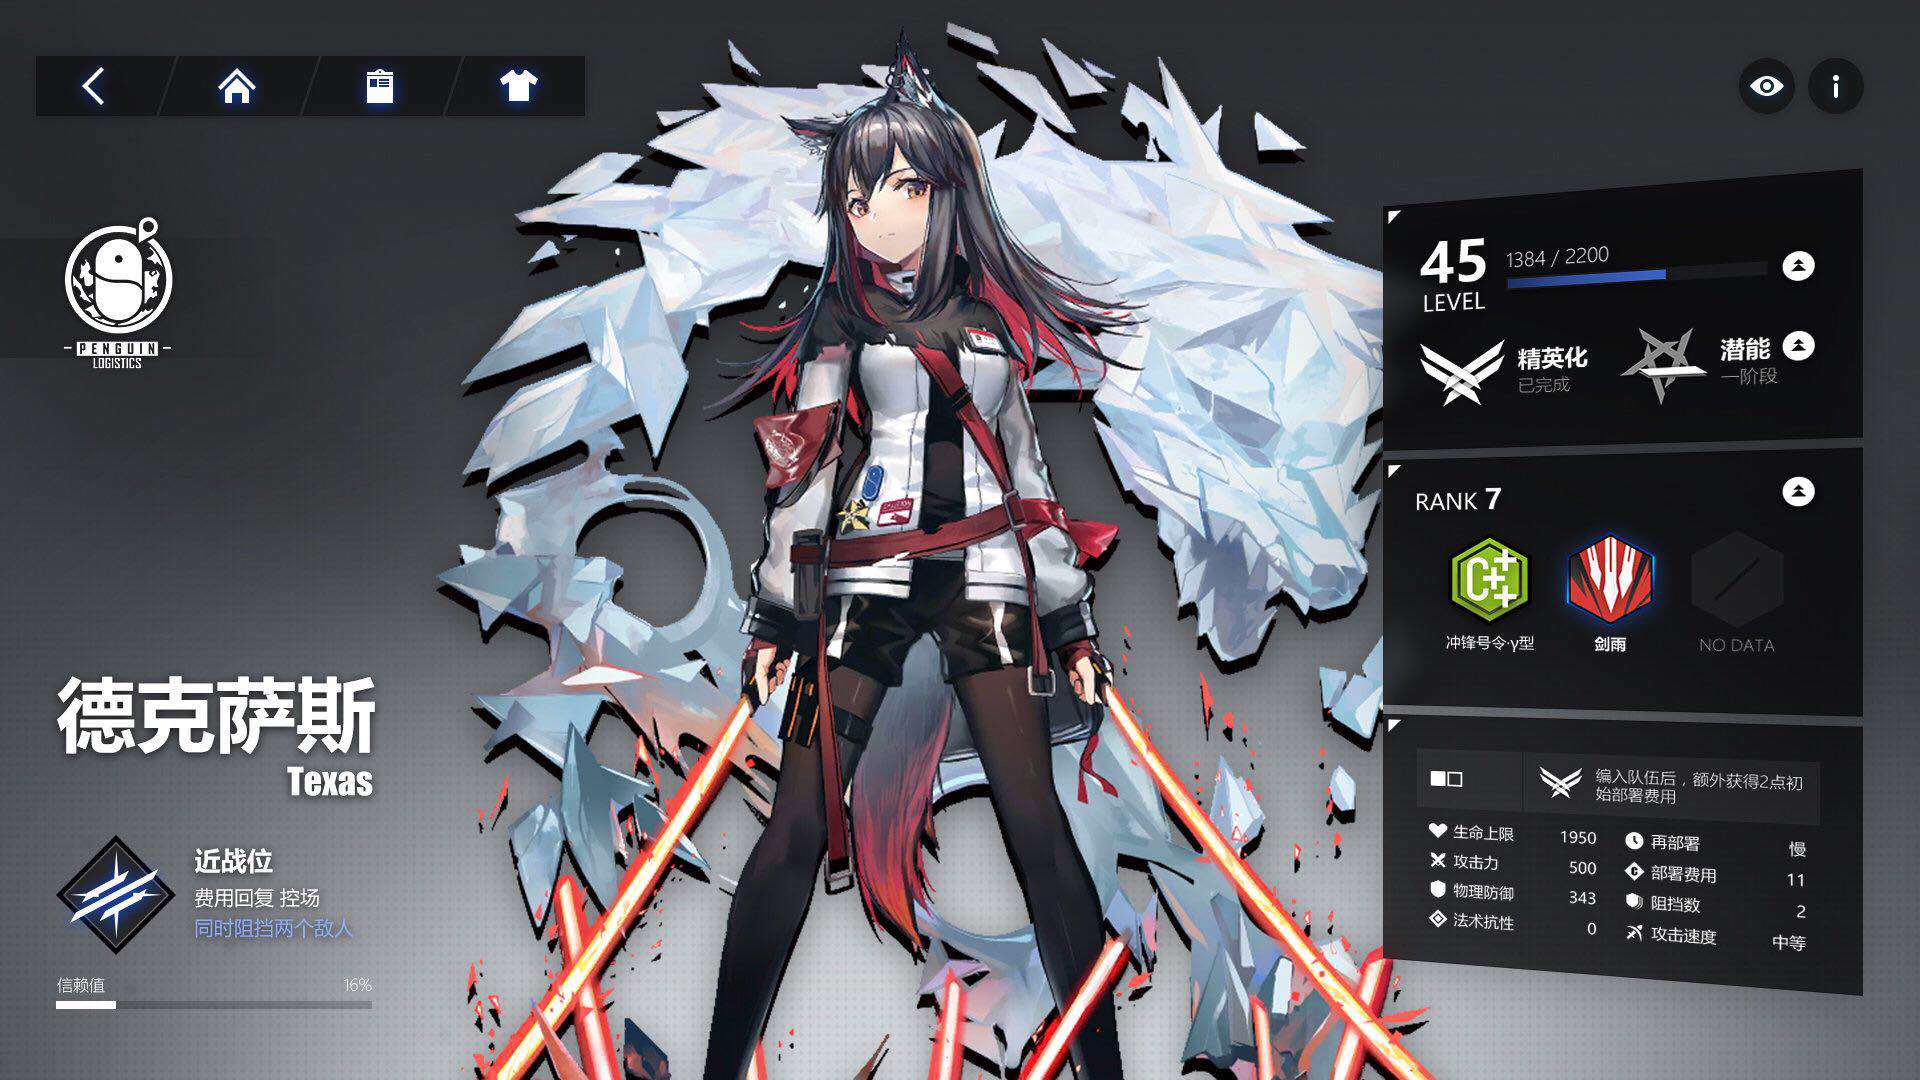 PENGUIN
LOGISTICS
德克萨斯
Texas
近战位
费用回复 控场
同时阻挡两个敌人
信赖值 16%
CAUTION
45 1384 / 2200
LEVEL
精英化
已完成
潜能
一阶段
RANK 7
C++
冲锋号令·γ型
剑雨
NO DATA
编入队伍后，额外获得2点初
始部署费用
生命上限 1950
攻击力 500
物理防御 343
法术抗性 0
再部署 慢
部署费用 11
阻挡数 2
攻击速度 中等